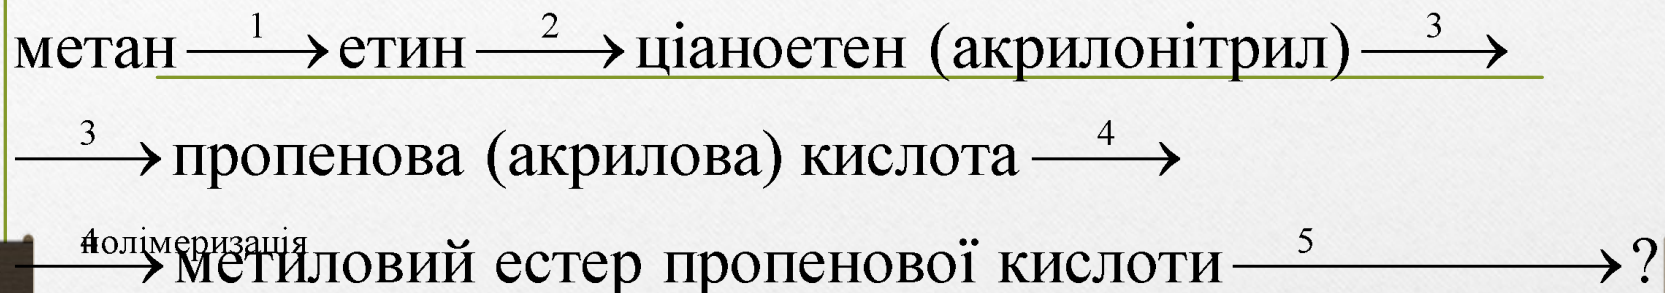 метан 1 → етин 2 → ціаноетен (акрилонітрил) 3 →
3 → пропенова (акрилова) кислота 4 →
4 полімеризація → метиловий естер пропенової кислоти 5 → ?